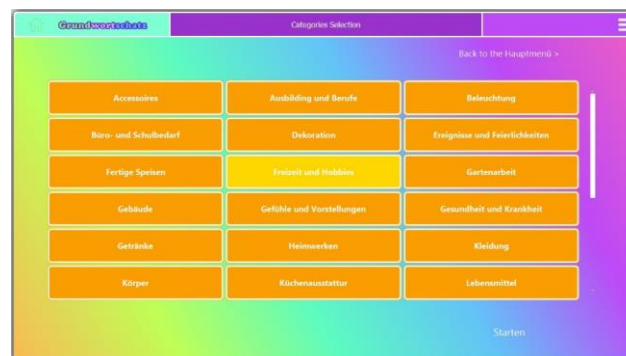 Grundwortschatz
Categories Selection
Back to the Hauptmenü >
Accessoires
Ausbilding und Berufe
Beleuchtung
Büro- und Schulbedarf
Dekoration
Ereignisse und Feierlichkeiten
Fertige Speisen
Freizeit und Hobbies
Gartenarbeit
Gebäude
Gefühle und Vorstellungen
Gesundheit und Krankheit
Getränke
Heimwerken
Kleidung
Körper
Küchenausstattur
Lebensmittel
Starten